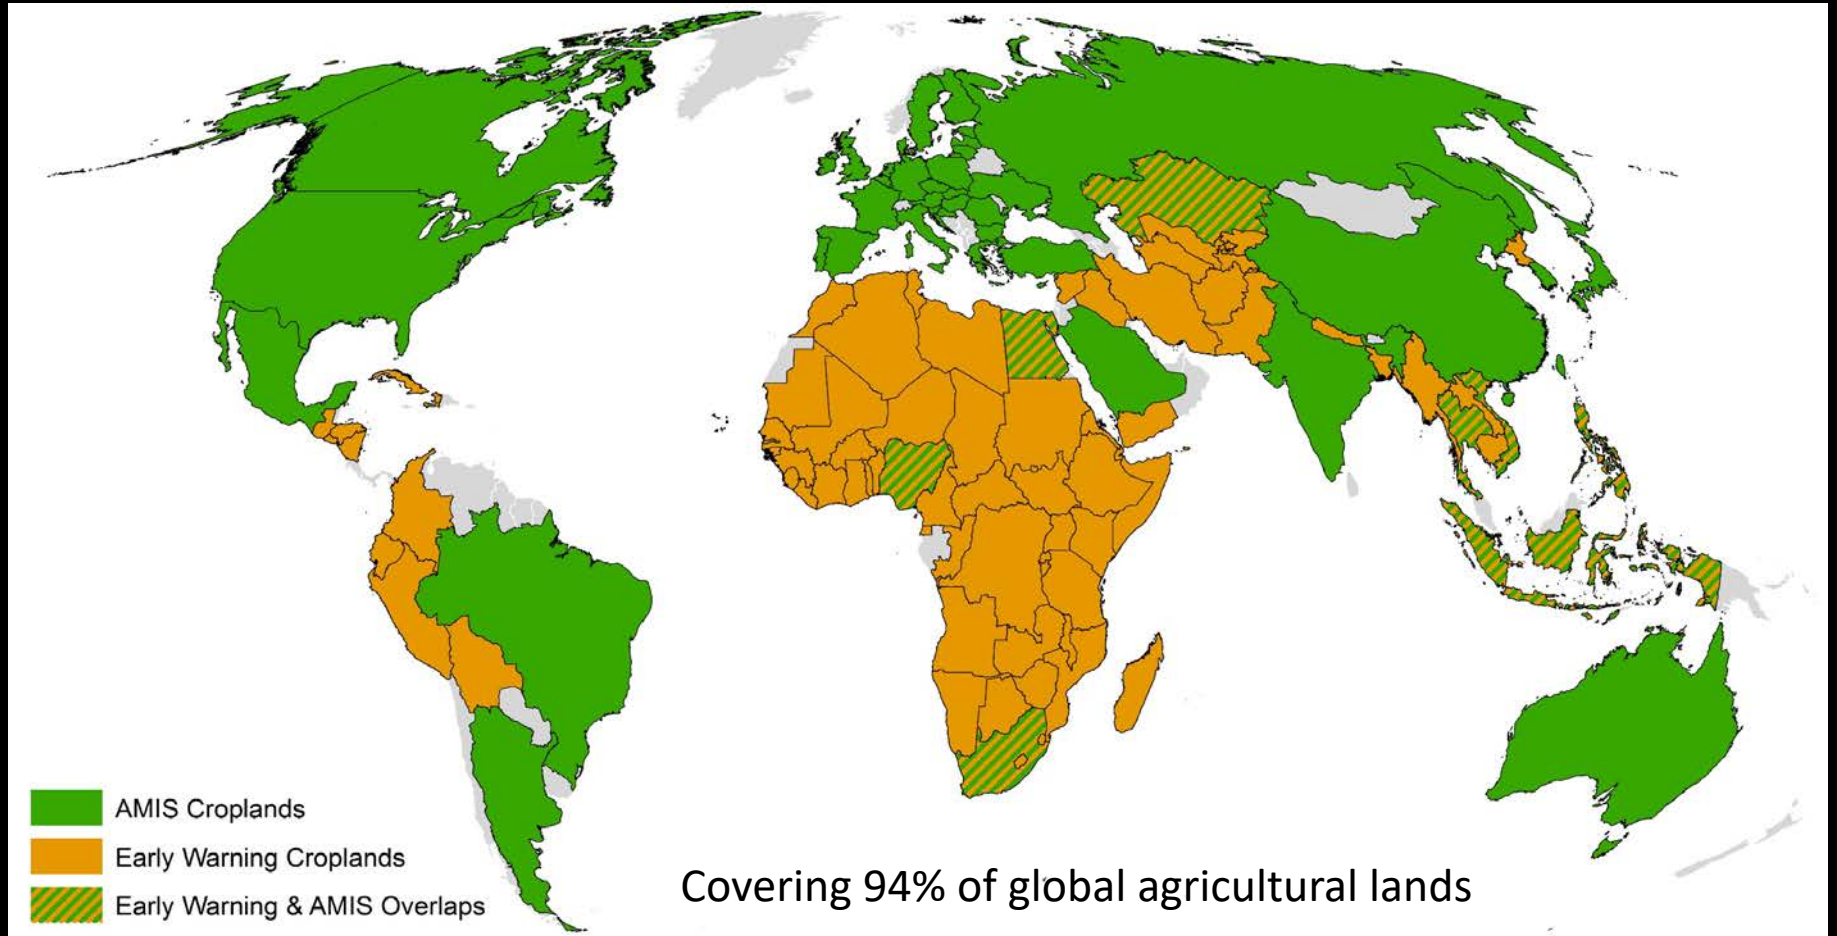 AMIS Croplands
Early Warning Croplands
Early Warning & AMIS Overlaps
Covering 94% of global agricultural lands